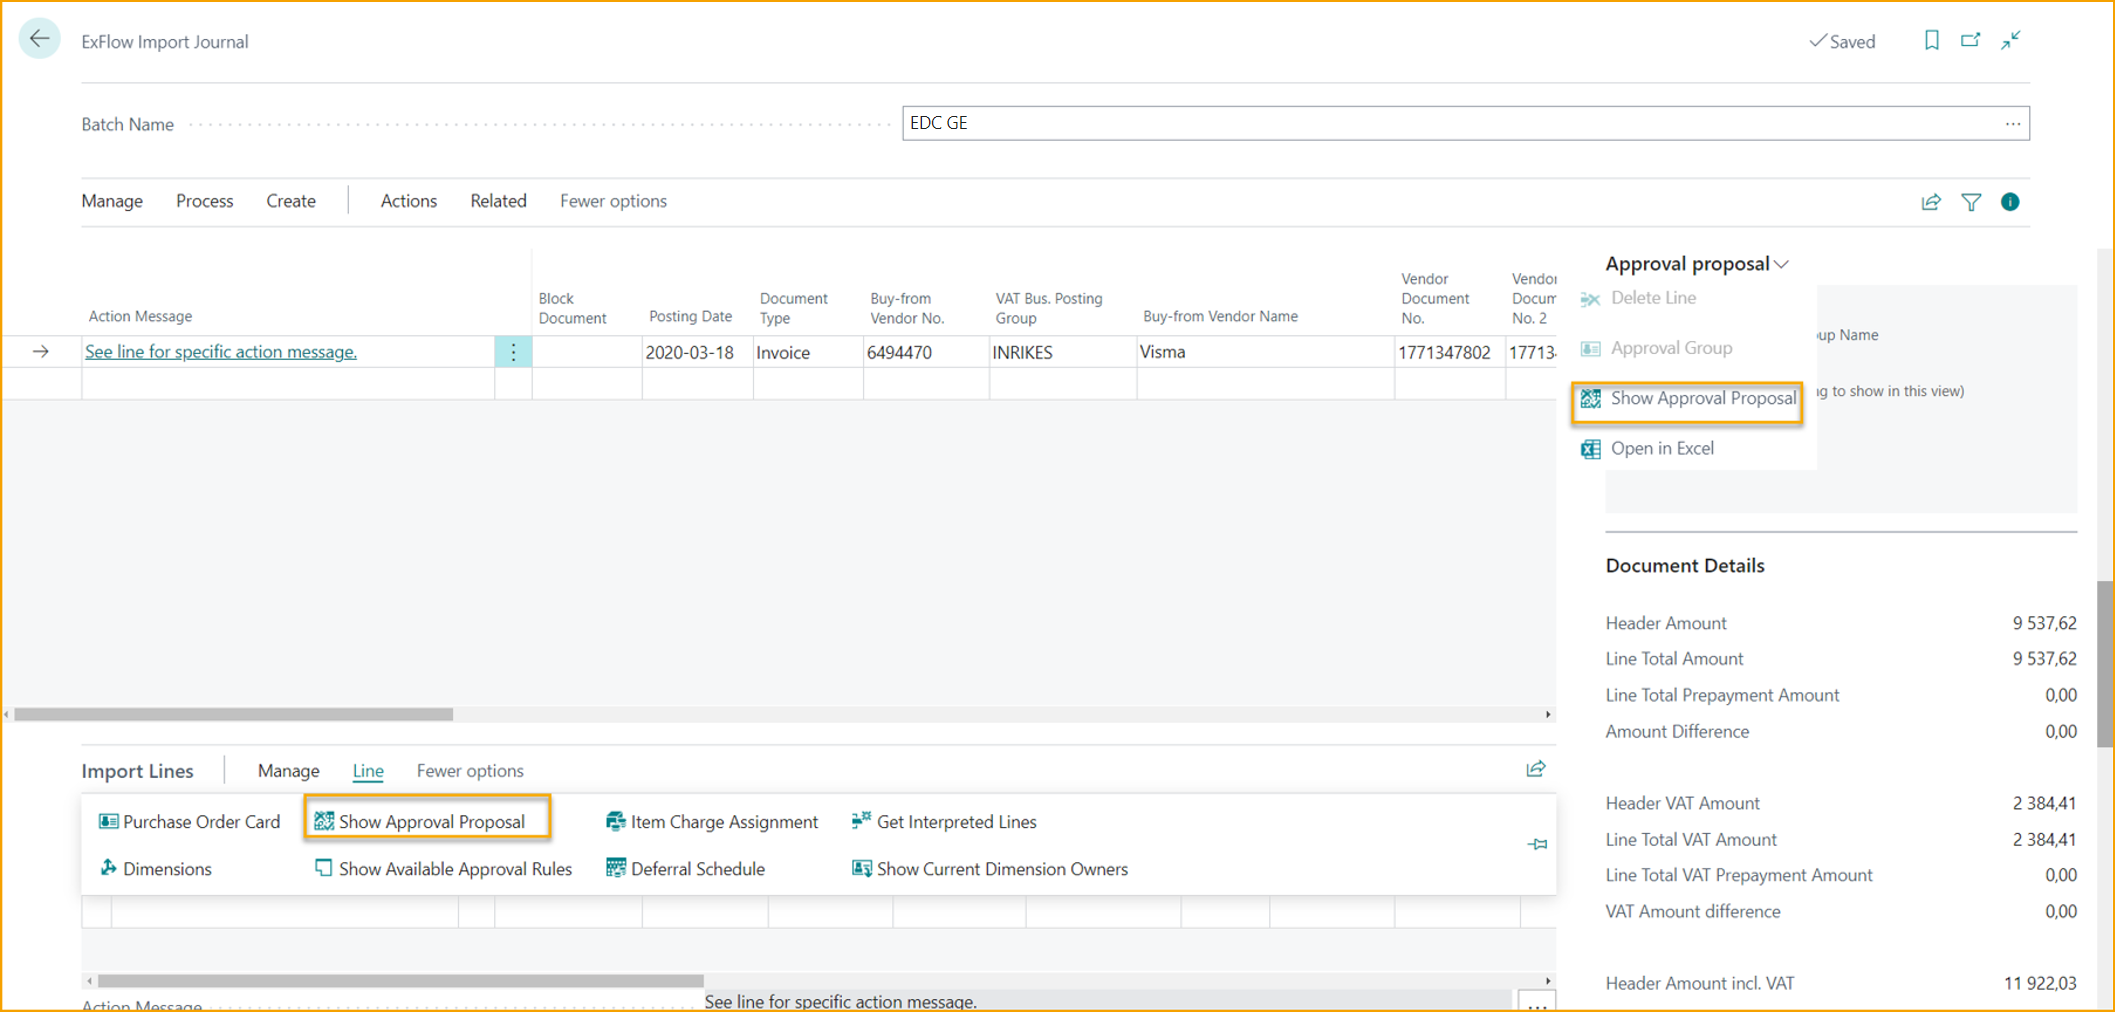 ExFlow Import Journal
Saved
Batch Name
EDC GE
Manage Process Create Actions Related Fewer options
Approval proposal
Delete Line
Approval Group
Show Approval Proposal
Open in Excel
up Name
to show in this view)
Action Message
Block Document
Posting Date
Document Type
Buy-from Vendor No.
VAT Bus. Posting Group
Buy-from Vendor Name
Vendor Document No.
No. 2
See line for specific action message.
2020-03-18 Invoice 6494470 INRIKES Visma 1771347802
Document Details
Header Amount 9 537,62
Line Total Amount 9 537,62
Line Total Prepayment Amount 0,00
Amount Difference 0,00
Header VAT Amount 2 384,41
Line Total VAT Amount 2 384,41
Line Total VAT Prepayment Amount 0,00
VAT Amount difference 0,00
Header Amount incl. VAT 11 922,03
Import Lines Manage Line Fewer options
Purchase Order Card Show Approval Proposal Item Charge Assignment Get Interpreted Lines
Dimensions Show Available Approval Rules Deferral Schedule Show Current Dimension Owners
Action Message See line for specific action message.